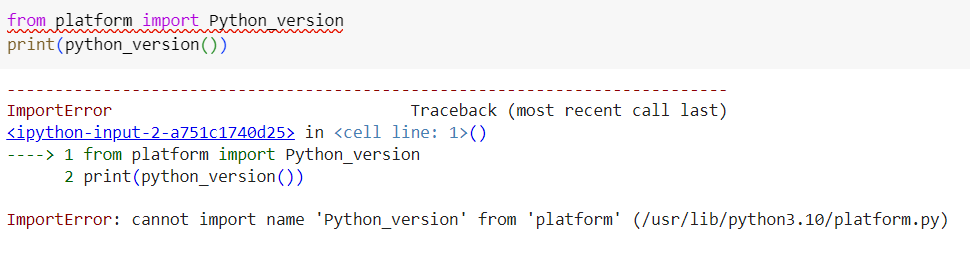 from platform import Python_version
print(python_version())
---------------------------------------------------------------------------
ImportError                               Traceback (most recent call last)
<ipython-input-2-a751c1740d25> in <cell line: 1>()
----> 1 from platform import Python_version
      2 print(python_version())
ImportError: cannot import name 'Python_version' from 'platform' (/usr/lib/python3.10/platform.py)